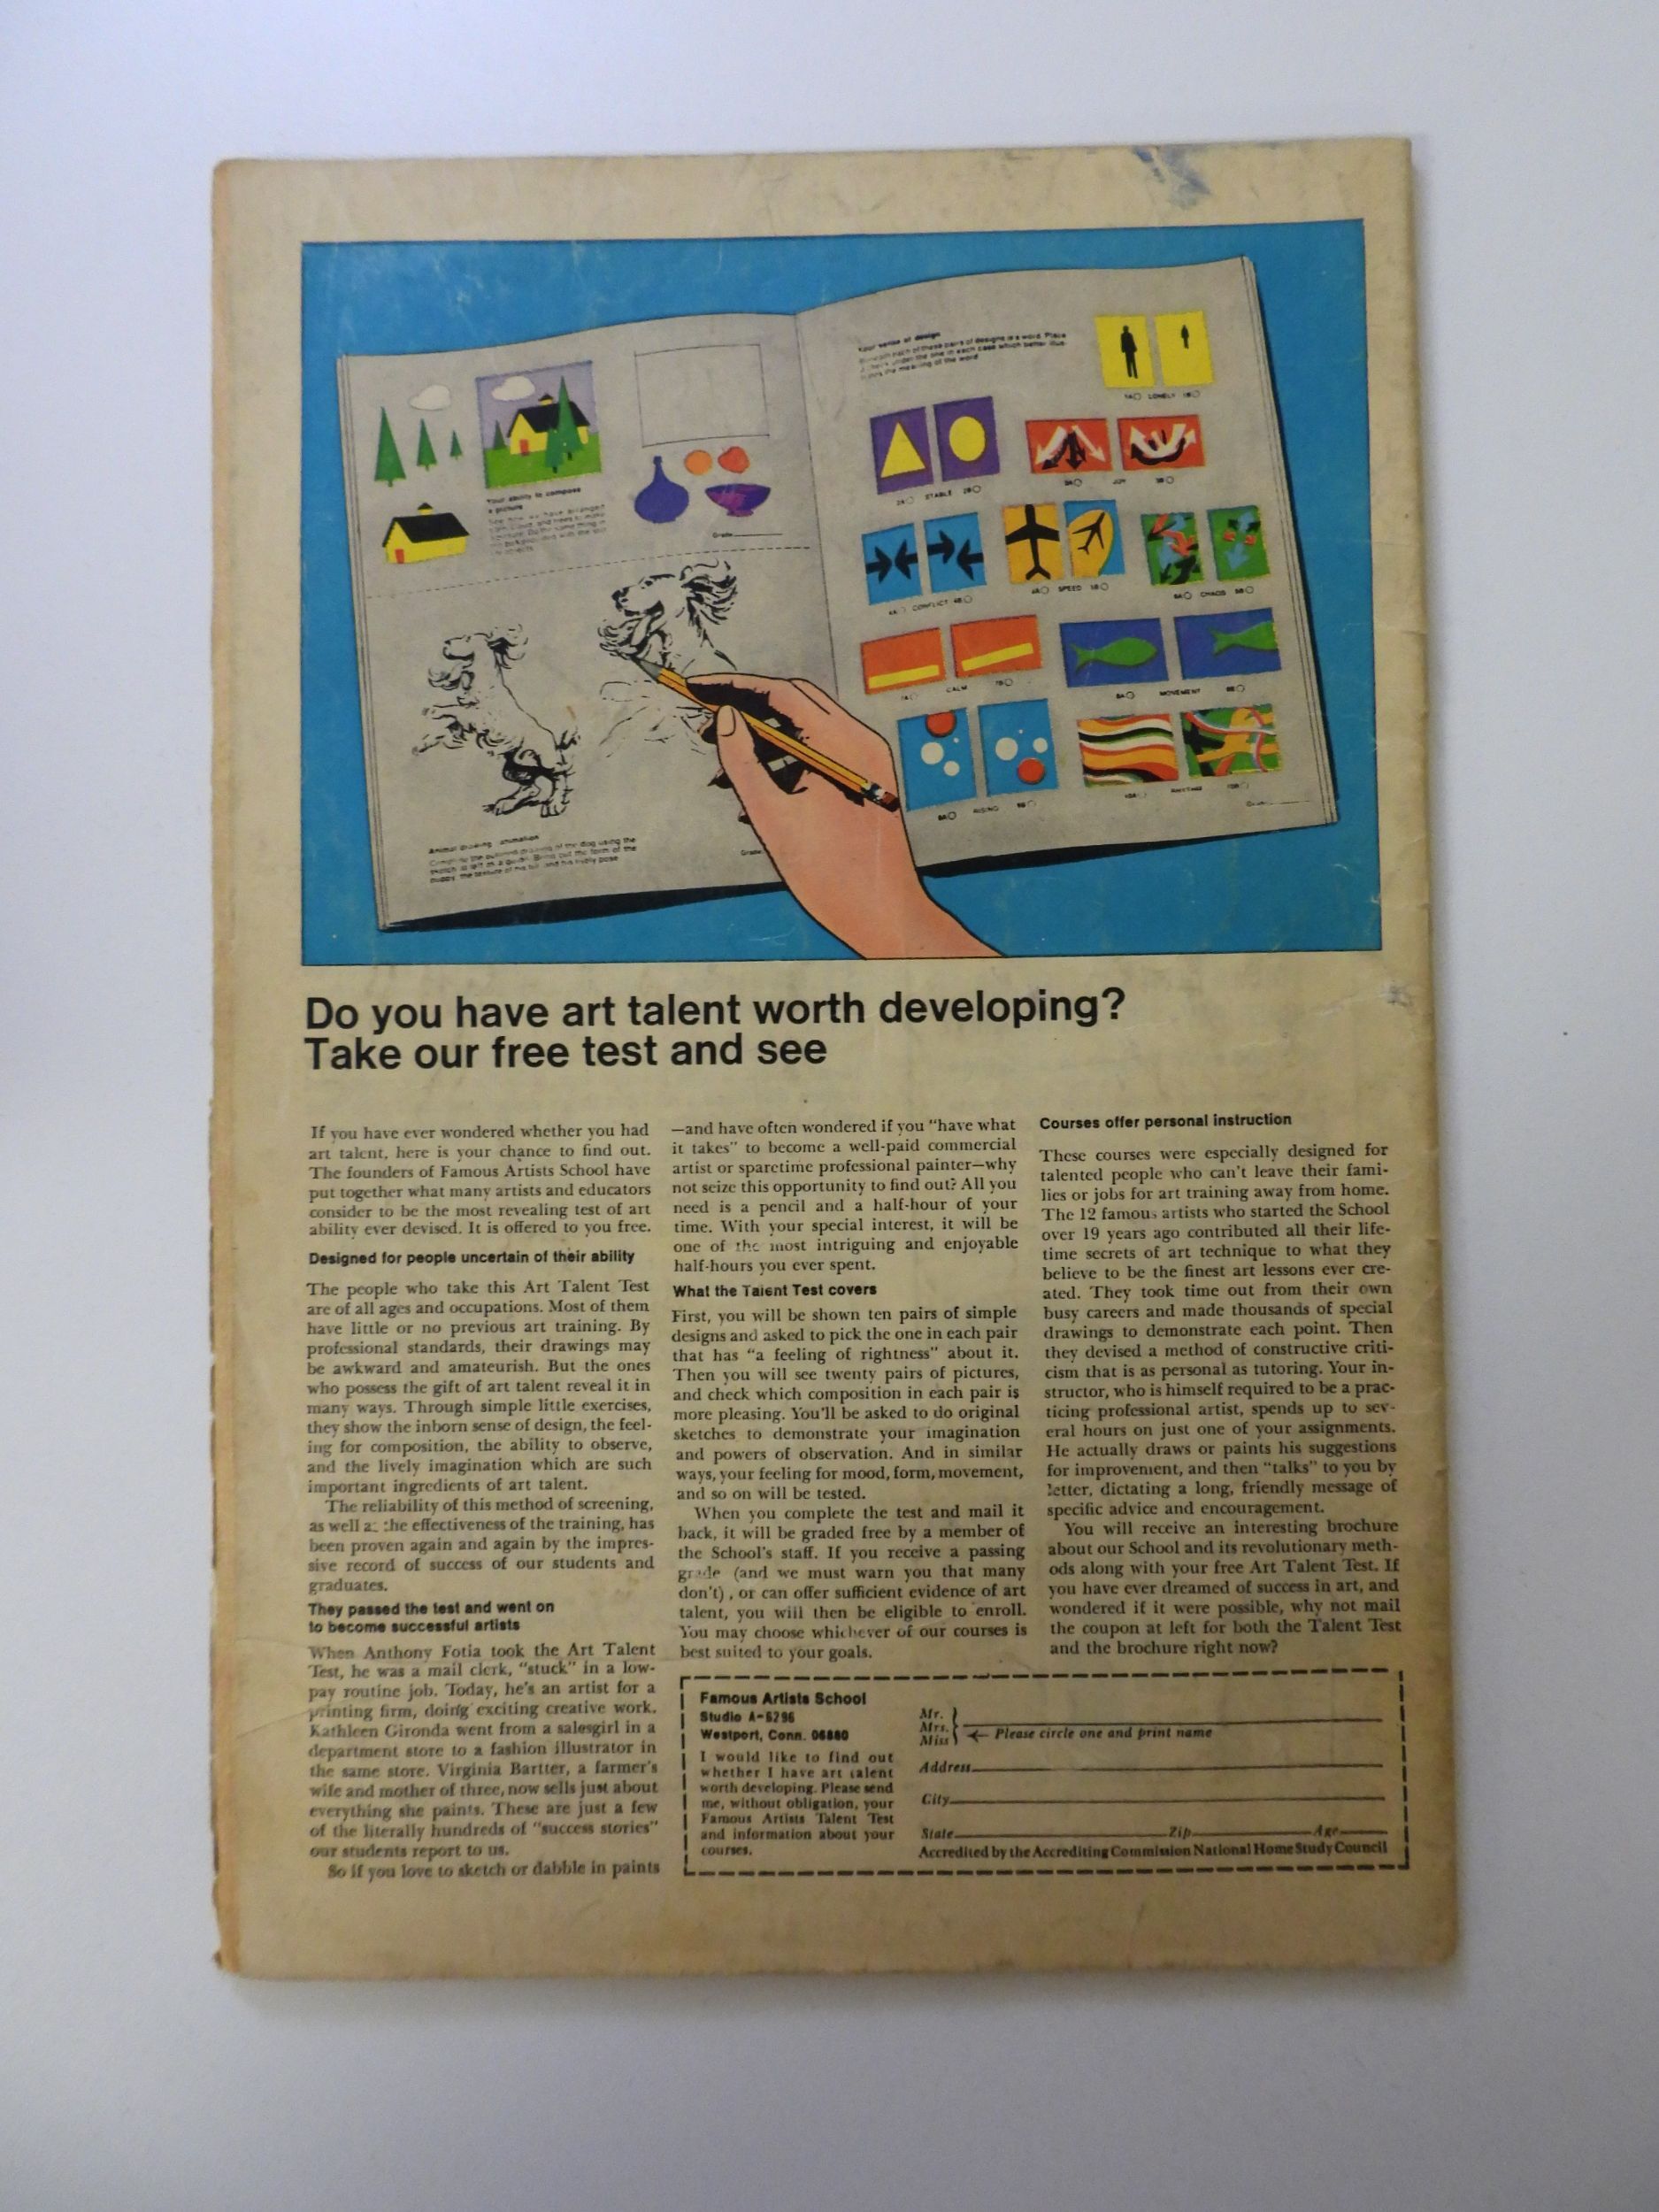 Your ability to compose
a picture
Your sense of design
LONELY
STABLE
JOY
CONFLICT
SPEED
CHAOS
CALM
MOVEMENT
RISING
RHYTHM
Animal drawing animation
Do you have art talent worth developing?
Take our free test and see
If you have ever wondered whether you had
art talent, here is your chance to find out.
The founders of Famous Artists School have
put together what many artists and educators
consider to be the most revealing test of art
ability ever devised. It is offered to you free.
Designed for people uncertain of their ability
The people who take this Art Talent Test
are of all ages and occupations. Most of them
have little or no previous art training. By
professional standards, their drawings may
be awkward and amateurish. But the ones
who possess the gift of art talent reveal it in
many ways. Through simple little exercises,
they show the inborn sense of design, the feel-
ing for composition, the ability to observe,
and the lively imagination which are such
important ingredients of art talent.
The reliability of this method of screening,
as well as the effectiveness of the training, has
been proven again and again by the impres-
sive record of success of our students and
graduates.
They passed the test and went on
to become successful artists
When Anthony Fotia took the Art Talent
Test, he was a mail clerk, "stuck" in a low-
pay routine job. Today, he's an artist for a
printing firm, doing exciting creative work.
Kathleen Gironda went from a salesgirl in a
department store to a fashion illustrator in
the same store. Virginia Bartter, a farmer's
wife and mother of three, now sells just about
everything she paints. These are just a few
of the literally hundreds of "success stories"
our students report to us.
So if you love to sketch or dabble in paints
—and have often wondered if you "have what
it takes" to become a well-paid commercial
artist or sparetime professional painter—why
not seize this opportunity to find out? All you
need is a pencil and a half-hour of your
time. With your special interest, it will be
one of the most intriguing and enjoyable
half-hours you ever spent.
What the Talent Test covers
First, you will be shown ten pairs of simple
designs and asked to pick the one in each pair
that has "a feeling of rightness" about it.
Then you will see twenty pairs of pictures,
and check which composition in each pair is
more pleasing. You'll be asked to do original
sketches to demonstrate your imagination
and powers of observation. And in similar
ways, your feeling for mood, form, movement,
and so on will be tested.
When you complete the test and mail it
back, it will be graded free by a member of
the School's staff. If you receive a passing
grade (and we must warn you that many
don't), or can offer sufficient evidence of art
talent, you will then be eligible to enroll.
You may choose whichever of our courses is
best suited to your goals.
Courses offer personal instruction
These courses were especially designed for
talented people who can't leave their fami-
lies or jobs for art training away from home.
The 12 famous artists who started the School
over 19 years ago contributed all their life-
time secrets of art technique to what they
believe to be the finest art lessons ever cre-
ated. They took time out from their own
busy careers and made thousands of special
drawings to demonstrate each point. Then
they devised a method of constructive criti-
cism that is as personal as tutoring. Your in-
structor, who is himself required to be a prac-
ticing professional artist, spends up to sev-
eral hours on just one of your assignments.
He actually draws or paints his suggestions
for improvement, and then "talks" to you by
letter, dictating a long, friendly message of
specific advice and encouragement.
You will receive an interesting brochure
about our School and its revolutionary meth-
ods along with your free Art Talent Test. If
you have ever dreamed of success in art, and
wondered if it were possible, why not mail
the coupon at left for both the Talent Test
and the brochure right now?
Famous Artists School
Studio A-6296
Westport, Conn. 06880
I would like to find out
whether I have art talent
worth developing. Please send
me, without obligation, your
Famous Artists Talent Test
and information about your
courses.
Mr.
Mrs.
Miss
← Please circle one and print name
Address
City
State Zip Age
Accredited by the Accrediting Commission National Home Study Council